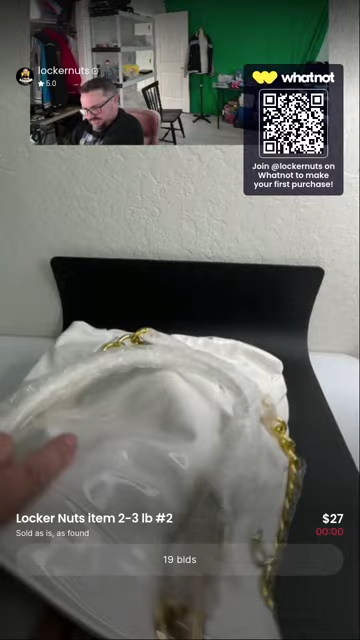 lockernuts
5.0
whatnot
Join @lockernuts on
Whatnot to make
your first purchase!
Locker Nuts item 2-3 lb #2
$27
Sold as is, as found
00:00
19 bids